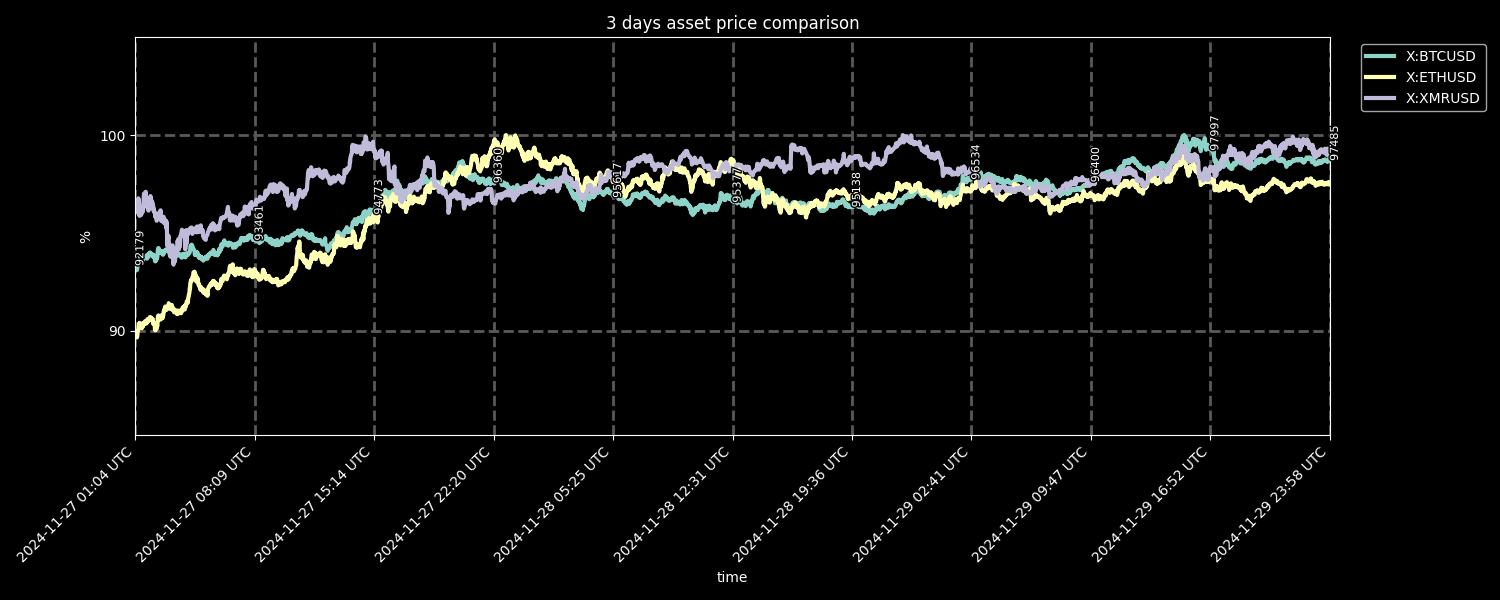 3 days asset price comparison
X:BTCUSD
X:ETHUSD
X:XMRUSD
%
100
90
92179
93461
94773
96360
95617
95377
95138
96534
96400
97997
97485
2024-11-27 01:04 UTC
2024-11-27 08:09 UTC
2024-11-27 15:14 UTC
2024-11-27 22:20 UTC
2024-11-28 05:25 UTC
2024-11-28 12:31 UTC
2024-11-28 19:36 UTC
2024-11-29 02:41 UTC
2024-11-29 09:47 UTC
2024-11-29 16:52 UTC
2024-11-29 23:58 UTC
time